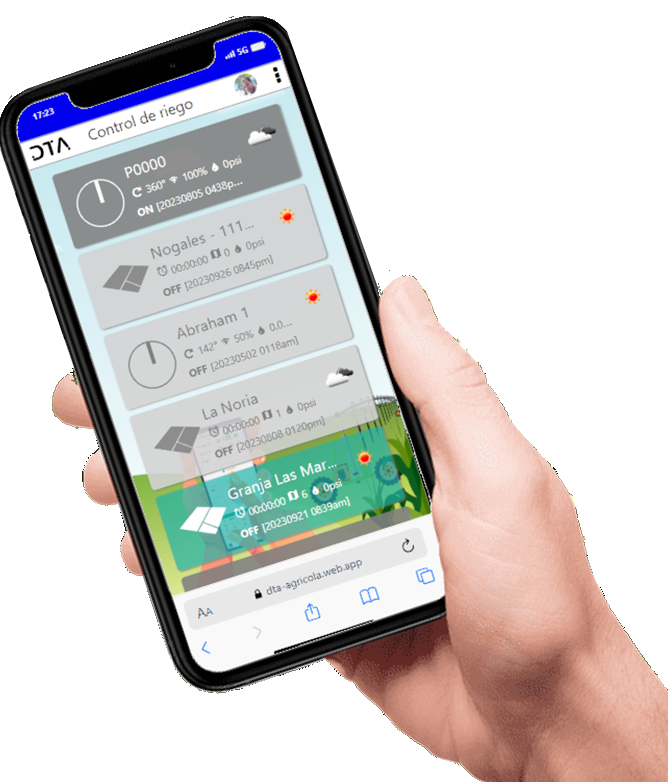 17:23 5G
DTA Control de riego
P0000
360° 100% 0psi
ON [20230805 0438p...
Nogales - 111...
00:00:00 0 0psi
OFF [20230926 0845pm]
Abraham 1
142° 50% 0.0...
OFF [20230502 0118am]
La Noria
00:00:00 1 0psi
OFF [20230808 0120pm]
Granja Las Mar...
00:00:00 6 0psi
OFF [20230921 0839am]
AA dta-agricola.web.app